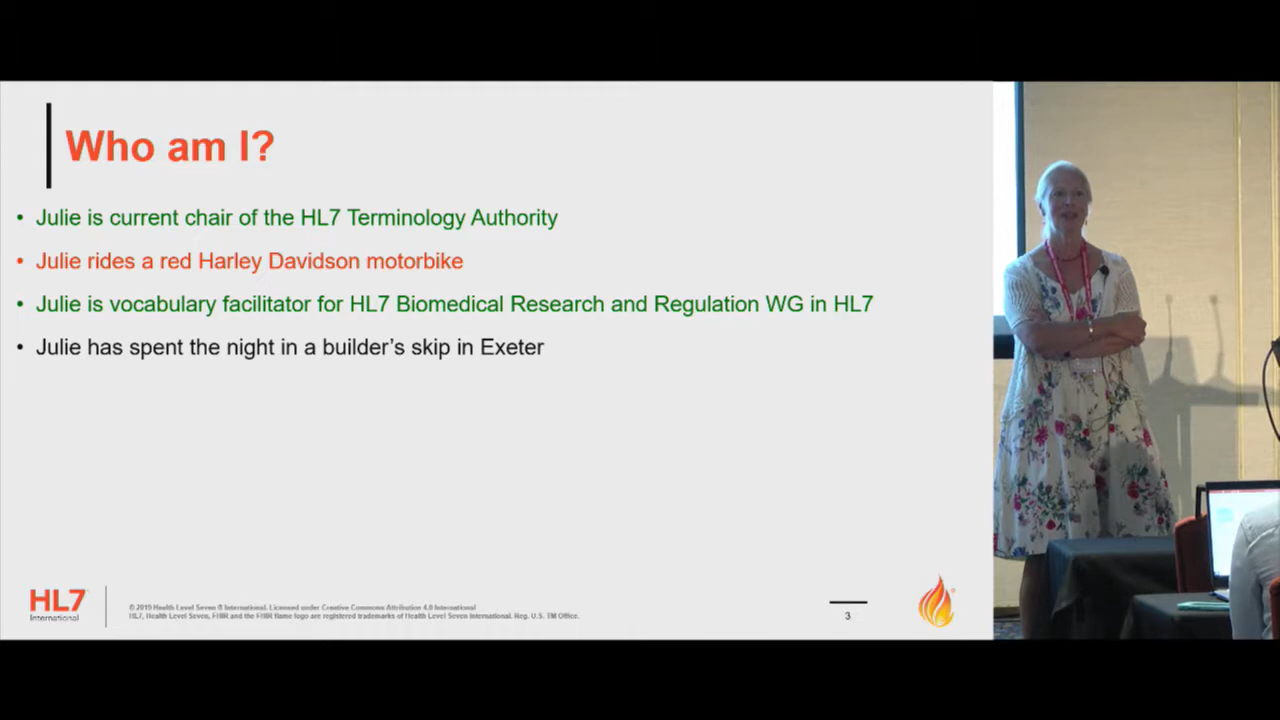 Who am I?
• Julie is current chair of the HL7 Terminology Authority
• Julie rides a red Harley Davidson motorbike
• Julie is vocabulary facilitator for HL7 Biomedical Research and Regulation WG in HL7
• Julie has spent the night in a builder's skip in Exeter
HL7
International
© 2019 Health Level Seven ® International. Licensed under Creative Commons Attribution 4.0 International
HL7, Health Level Seven, FHIR and the FHIR flame logo are registered trademarks of Health Level Seven International. Reg. U.S. TM Office.
3
®